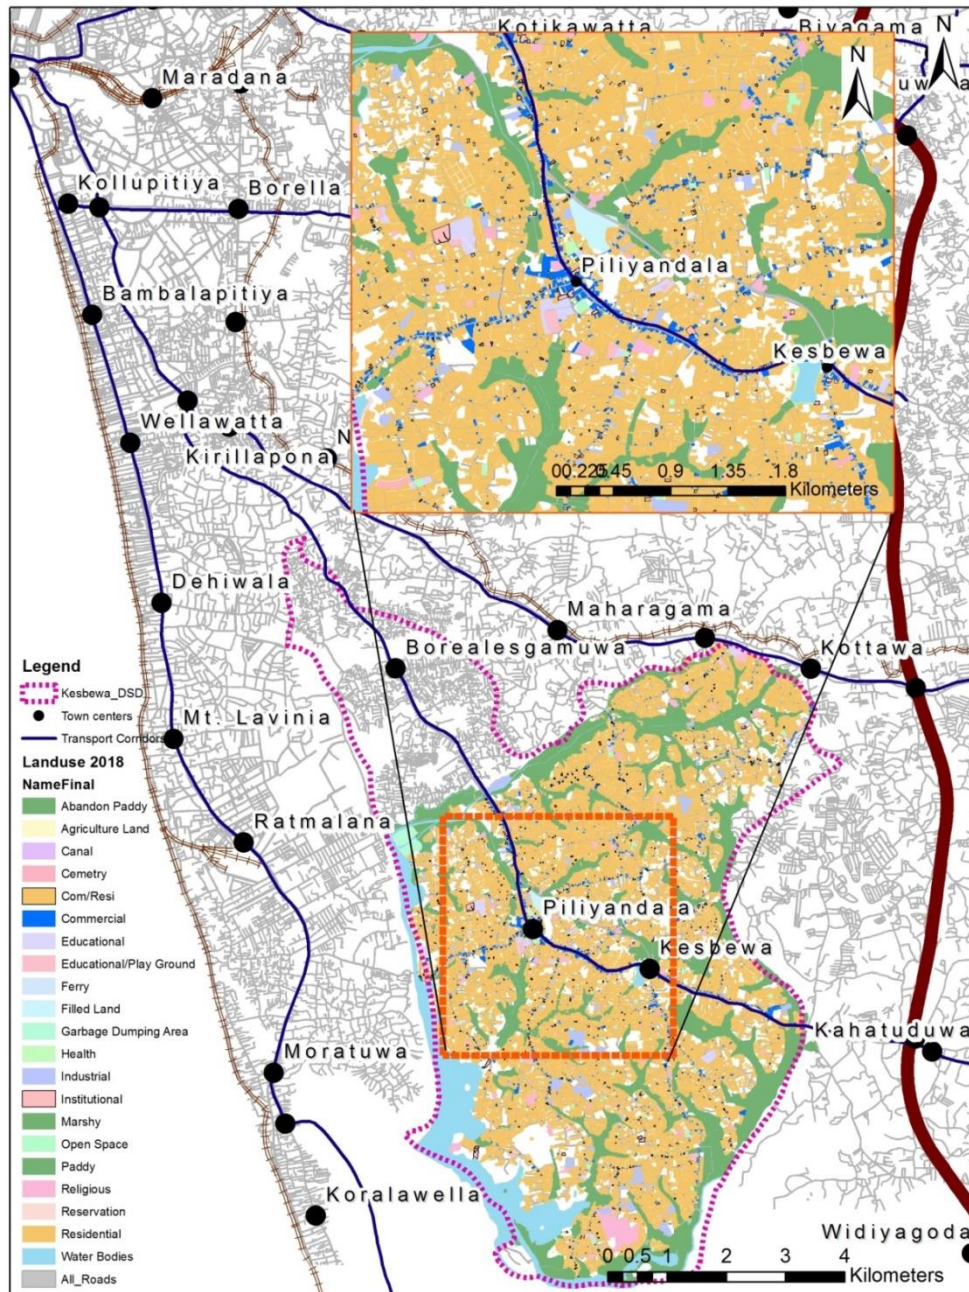 Kotikawatta
Biyagama
N
N
Maradana
Kollupitiya
Borella
Piliyandala
Bambalapitiya
Kesbewa
Wellawatta
Kirillapona
N
0 0.225 0.45 0.9 1.35 1.8
Kilometers
Dehiwala
Maharagama
Borealesgamuwa
Kottawa
Legend
Kesbewa_DSD
Town centers
Transport Corridors
Mt. Lavinia
Landuse 2018
NameFinal
Abandon Paddy
Agriculture Land
Canal
Cemetry
Com/Resi
Commercial
Educational
Educational/Play Ground
Ferry
Filled Land
Garbage Dumping Area
Health
Industrial
Institutional
Marshy
Open Space
Paddy
Religious
Reservation
Residential
Water Bodies
All_Roads
Ratmalana
Piliyandala
Kesbewa
Kahatuduwa
Moratuwa
Koralawella
Widiyagoda
0 0.5 1 2 3 4
Kilometers